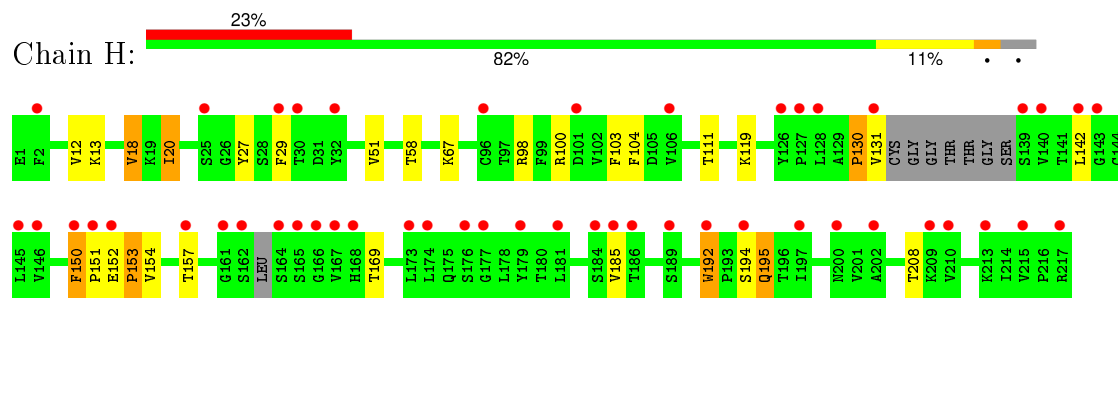 23%
Chain H:
82% 11% • •
E1 F2 V12 K13 V18 K19 I20 S25 G26 Y27 S28 F29 T30 D31 Y32 V51 T58 K67 C96 T97 R98 F99 R100 D101 V102 F103 F104 D105 V106 T111 K119 Y126 P127 L128 A129 P130 V131 CYS GLY GLY THR THR GLY SER S139 V140 T141 L142 G143 C144
L145 V146 F150 P151 E152 P153 V154 T157 G161 S162 LEU S164 S165 G166 V167 H168 T169 L173 L174 Q175 S176 G177 L178 Y179 T180 L181 S184 V185 T186 S189 W192 P193 S194 Q195 T196 I197 N200 V201 A202 T208 K209 V210 K213 I214 V215 P216 R217